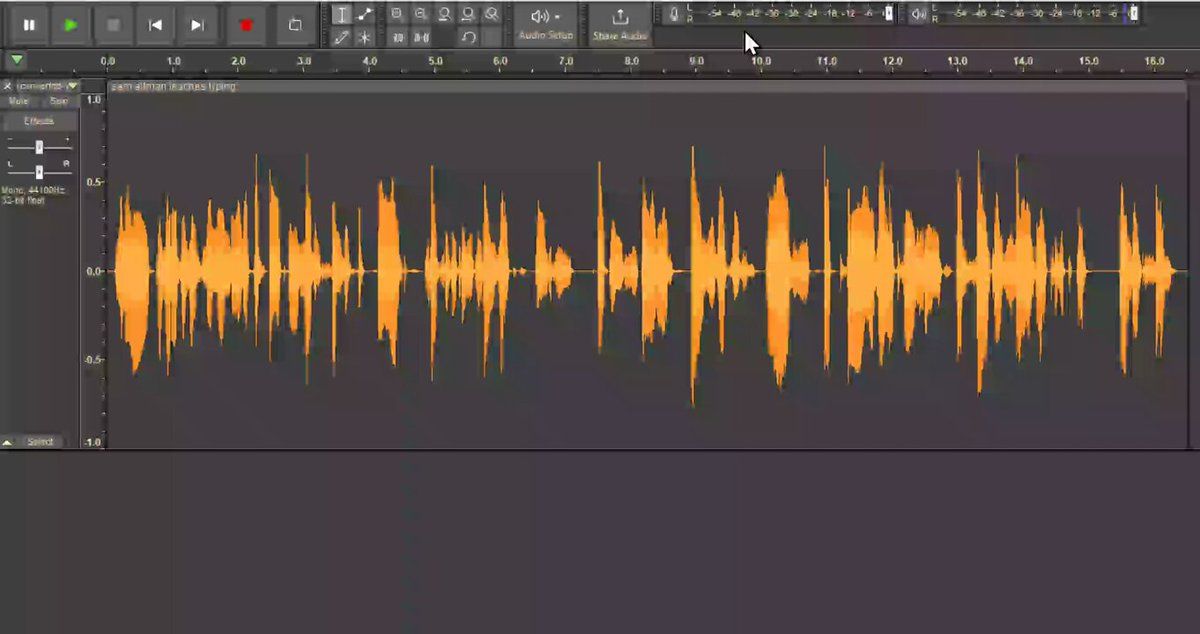 L
R
-54 -48 -42 -36 -30 -24 -18 -12 -6
L
R
-54 -48 -42 -36 -30 -24 -18 -12 -6
Audio Setup
Share Audio
0.0 1.0 2.0 3.0 4.0 5.0 6.0 7.0 8.0 9.0 10.0 11.0 12.0 13.0 14.0 15.0 16.0
sam altman teaches typing
Mute Solo
Effects
- +
L R
Mono, 44100Hz
32-bit float
1.0
0.5
0.0
-0.5
-1.0
Select